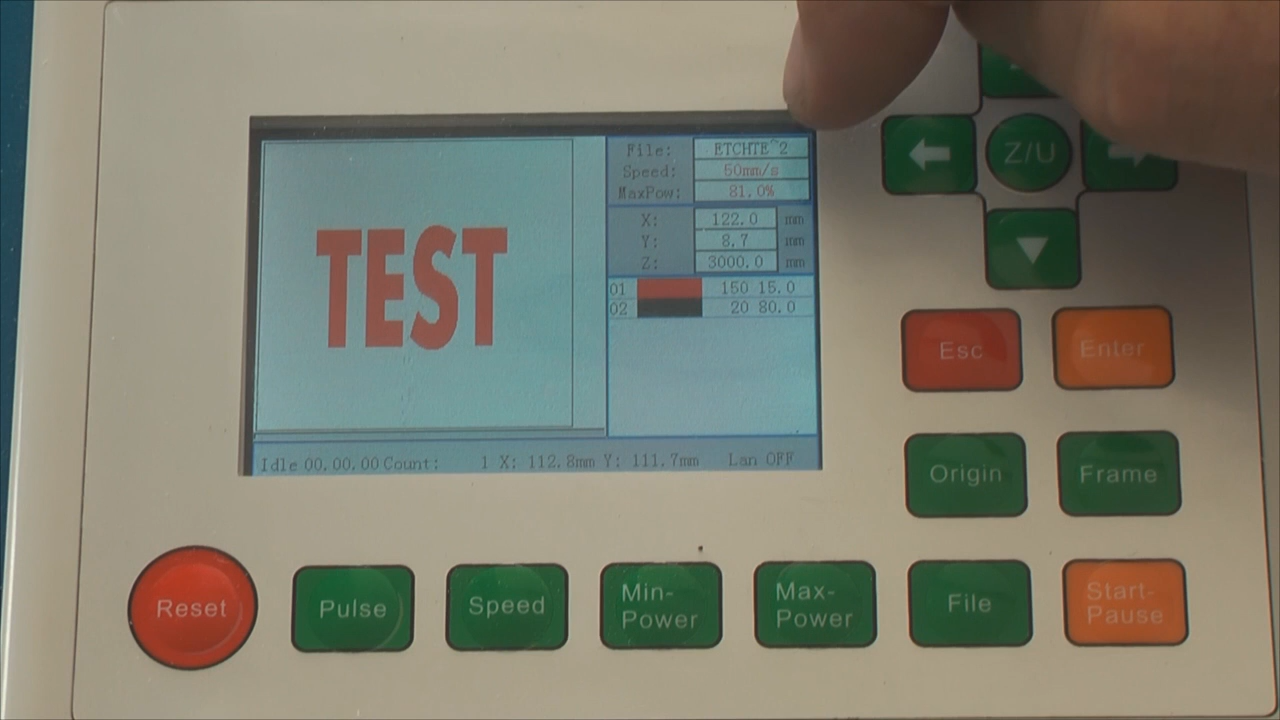 TEST
File: ETCHTE~2
Speed: 50mm/s
MaxPow: 81.0%
X: 122.0 mm
Y: 8.7 mm
Z: 3000.0 mm
01 150 15.0
02 20 80.0
Idle 00.00.00 Count: 1 X: 112.8mm Y: 111.7mm Lan OFF
Z/U
Esc
Enter
Origin
Frame
Reset
Pulse
Speed
Min-
Power
Max-
Power
File
Start-
Pause